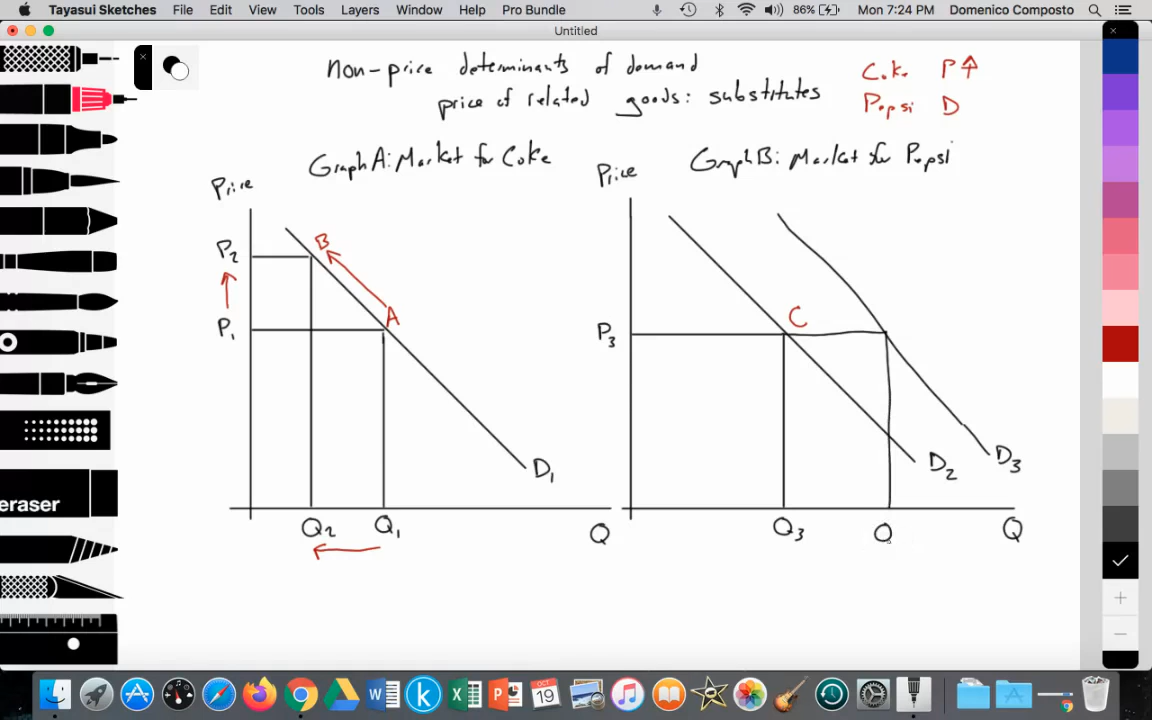 Tayasui Sketches File Edit View Tools Layers Window Help Pro Bundle 86% Mon 7:24 PM Domenico Composto
Untitled
Non-price determinants of demand
price of related goods: substitutes
Coke P↑
Pepsi D
Graph A: Market for Coke
Graph B: Market for Pepsi
Price
Price
P2
B
P1
A
P3
C
D1
D2
D3
Q2
Q1
Q
Q3
Q
Q
eraser
OCT
19